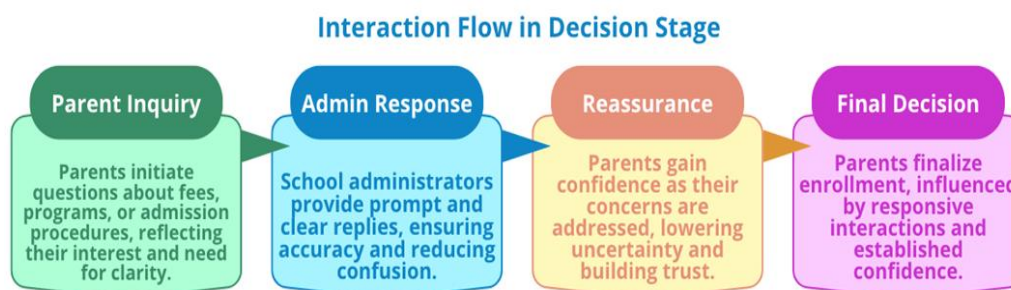 Interaction Flow in Decision Stage
Parent Inquiry
Parents initiate
questions about fees,
programs, or admission
procedures, reflecting
their interest and need
for clarity.
Admin Response
School administrators
provide prompt and
clear replies, ensuring
accuracy and reducing
confusion.
Reassurance
Parents gain
confidence as their
concerns are
addressed, lowering
uncertainty and
building trust.
Final Decision
Parents finalize
enrollment, influenced
by responsive
interactions and
established
confidence.